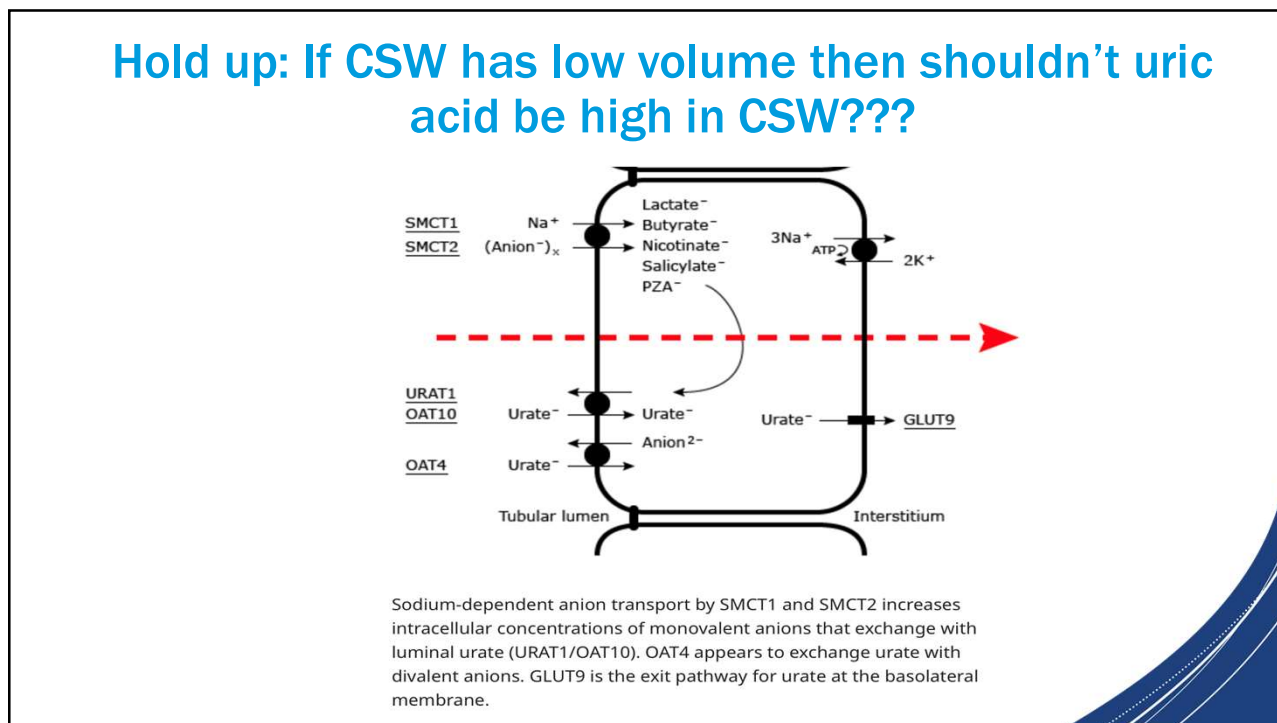 Hold up: If CSW has low volume then shouldn't uric
acid be high in CSW???
SMCT1
SMCT2
Na⁺
(Anion⁻)ₓ
Lactate⁻
Butyrate⁻
Nicotinate⁻
Salicylate⁻
PZA⁻
3Na⁺
ATP
2K⁺
URAT1
OAT10
Urate⁻
Urate⁻
Anion²⁻
OAT4
Urate⁻
Urate⁻
GLUT9
Tubular lumen
Interstitium
Sodium-dependent anion transport by SMCT1 and SMCT2 increases
intracellular concentrations of monovalent anions that exchange with
luminal urate (URAT1/OAT10). OAT4 appears to exchange urate with
divalent anions. GLUT9 is the exit pathway for urate at the basolateral
membrane.